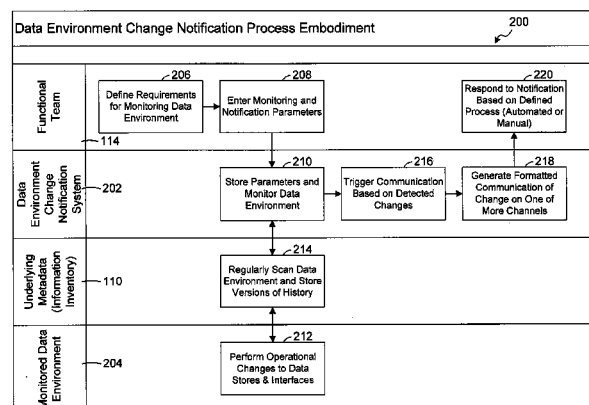 Data Environment Change Notification Process Embodiment
200
Functional
Team
114
206
Define Requirements
for Monitoring Data
Environment
208
Enter Monitoring and
Notification Parameters
220
Respond to Notification
Based on Defined
Process (Automated or
Manual)
Data
Environment
Change
Notification
System
202
210
Store Parameters and
Monitor Data
Environment
216
Trigger Communication
Based on Detected
Changes
218
Generate Formatted
Communication of
Change on One of
More Channels
Underlying
Metadata
(Information
Inventory)
110
214
Regularly Scan Data
Environment and Store
Versions of History
Monitored Data
Environment
204
212
Perform Operational
Changes to Data
Stores & Interfaces